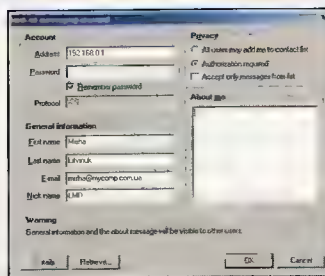 Account
Address 192.168.0.1
Password
Remember password
Protocol
General information
First name Misha
Last name Litvinuk
E-mail misha@mycomp.com.ua
Nick name LMD
Privacy
All users may add me to contact list
Authorization required
Accept only messages from list
About me
Warning
General information and the about message will be visible to other users.
Retrieve...
OK
Cancel